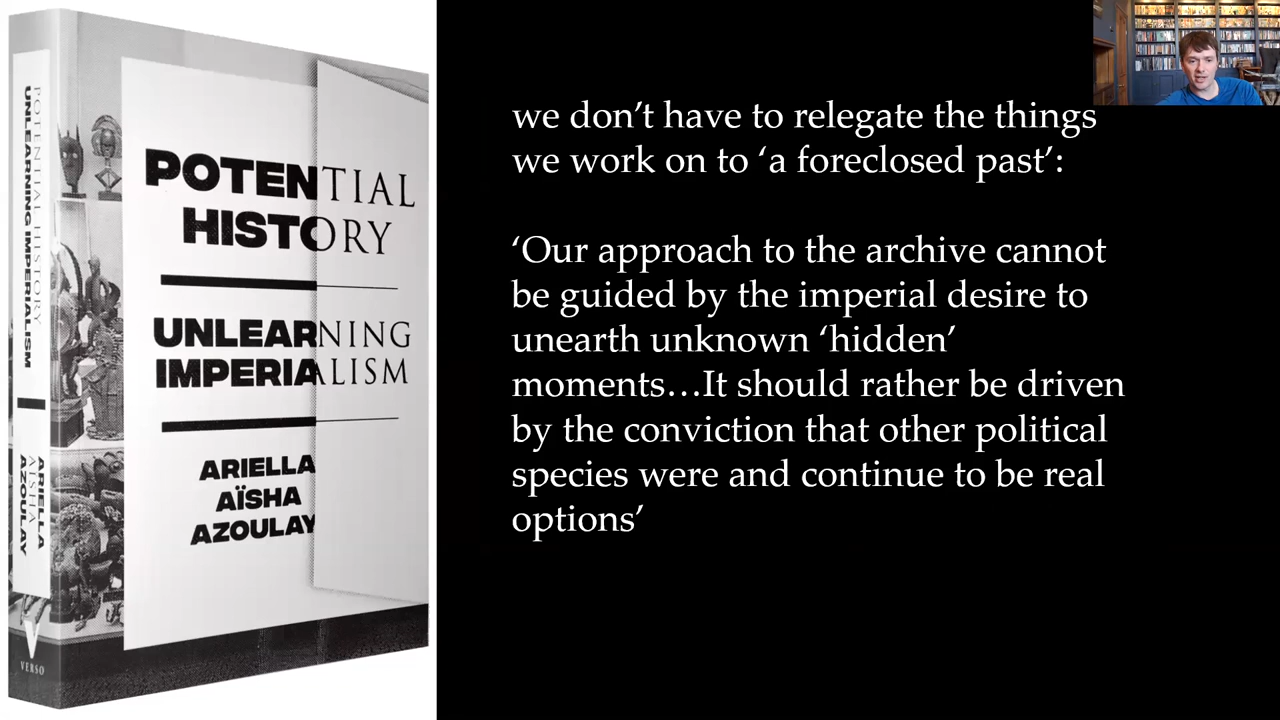 POTENTIAL
HISTORY
UNLEARNING
IMPERIALISM
ARIELLA
AÏSHA
AZOULAY
POTENTIAL HISTORY
UNLEARNING IMPERIALISM
ARIELLA
AÏSHA
AZOULAY
VERSO
we don’t have to relegate the things
we work on to ‘a foreclosed past’:
‘Our approach to the archive cannot
be guided by the imperial desire to
unearth unknown ‘hidden’
moments…It should rather be driven
by the conviction that other political
species were and continue to be real
options’